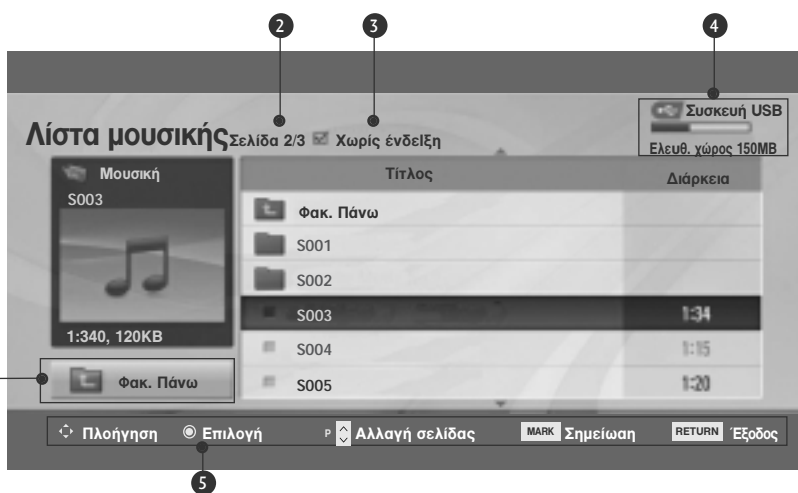 2 3 4
Συσκευή USB
Λίστα μουσικής Σελίδα 2/3 Χωρίς ένδειξη
Ελευθ. χώρος 150MB
Μουσική Τίτλος Διάρκεια
S003
Φακ. Πάνω
S001
S002
S003 1:34
1:340, 120KB
S004 1:15
Φακ. Πάνω
S005 1:20
Πλοήγηση Επιλογή P Αλλαγή σελίδας MARK Σημείωαη RETURN Έξοδος
5